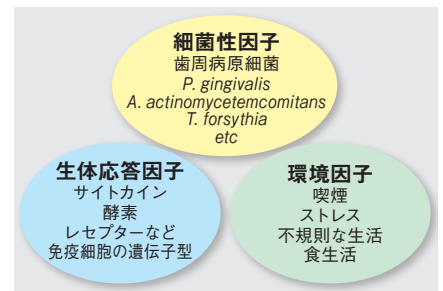 細菌性因子
歯周病原細菌
P. gingivalis
A. actinomycetemcomitans
T. forsythia
etc
生体応答因子
サイトカイン
酵素
レセプターなど
免疫細胞の遺伝子型
環境因子
喫煙
ストレス
不規則な生活
食生活